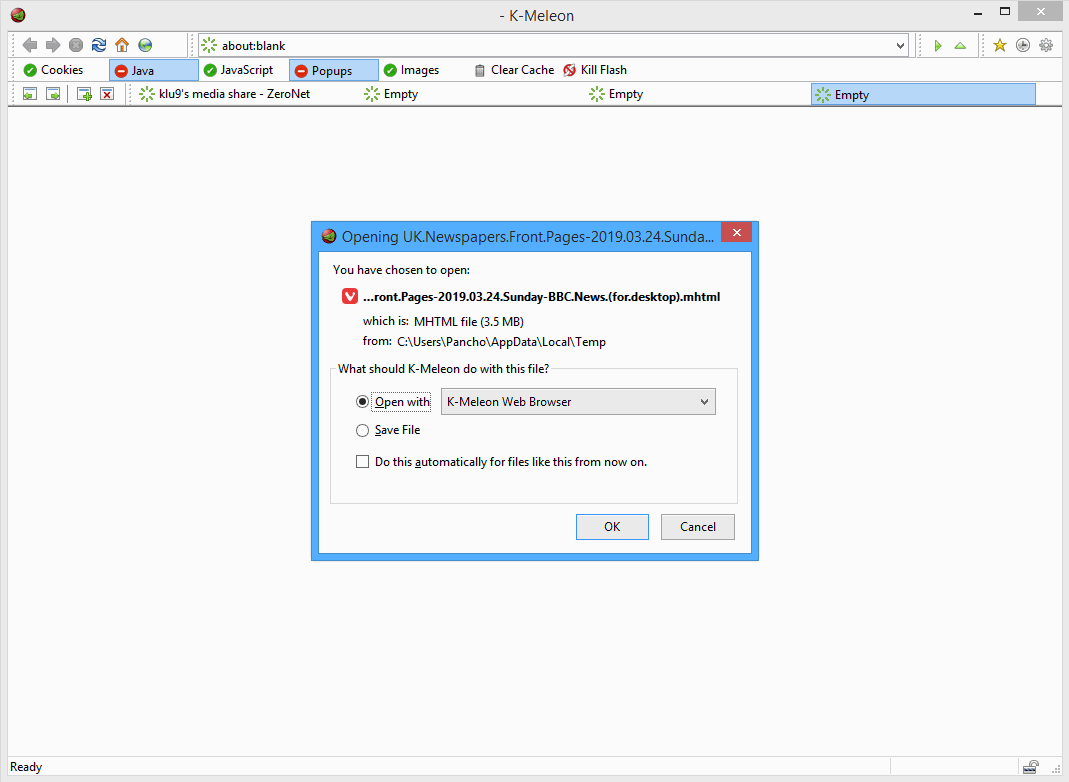 - K-Meleon
about:blank
Cookies Java JavaScript Popups Images Clear Cache Kill Flash
klu9's media share - ZeroNet Empty Empty Empty
Opening UK.Newspapers.Front.Pages-2019.03.24.Sunda...
You have chosen to open:
...ront.Pages-2019.03.24.Sunday-BBC.News.(for.desktop).mhtml
which is: MHTML file (3.5 MB)
from: C:\Users\Pancho\AppData\Local\Temp
What should K-Meleon do with this file?
Open with K-Meleon Web Browser
Save File
Do this automatically for files like this from now on.
OK Cancel
Ready